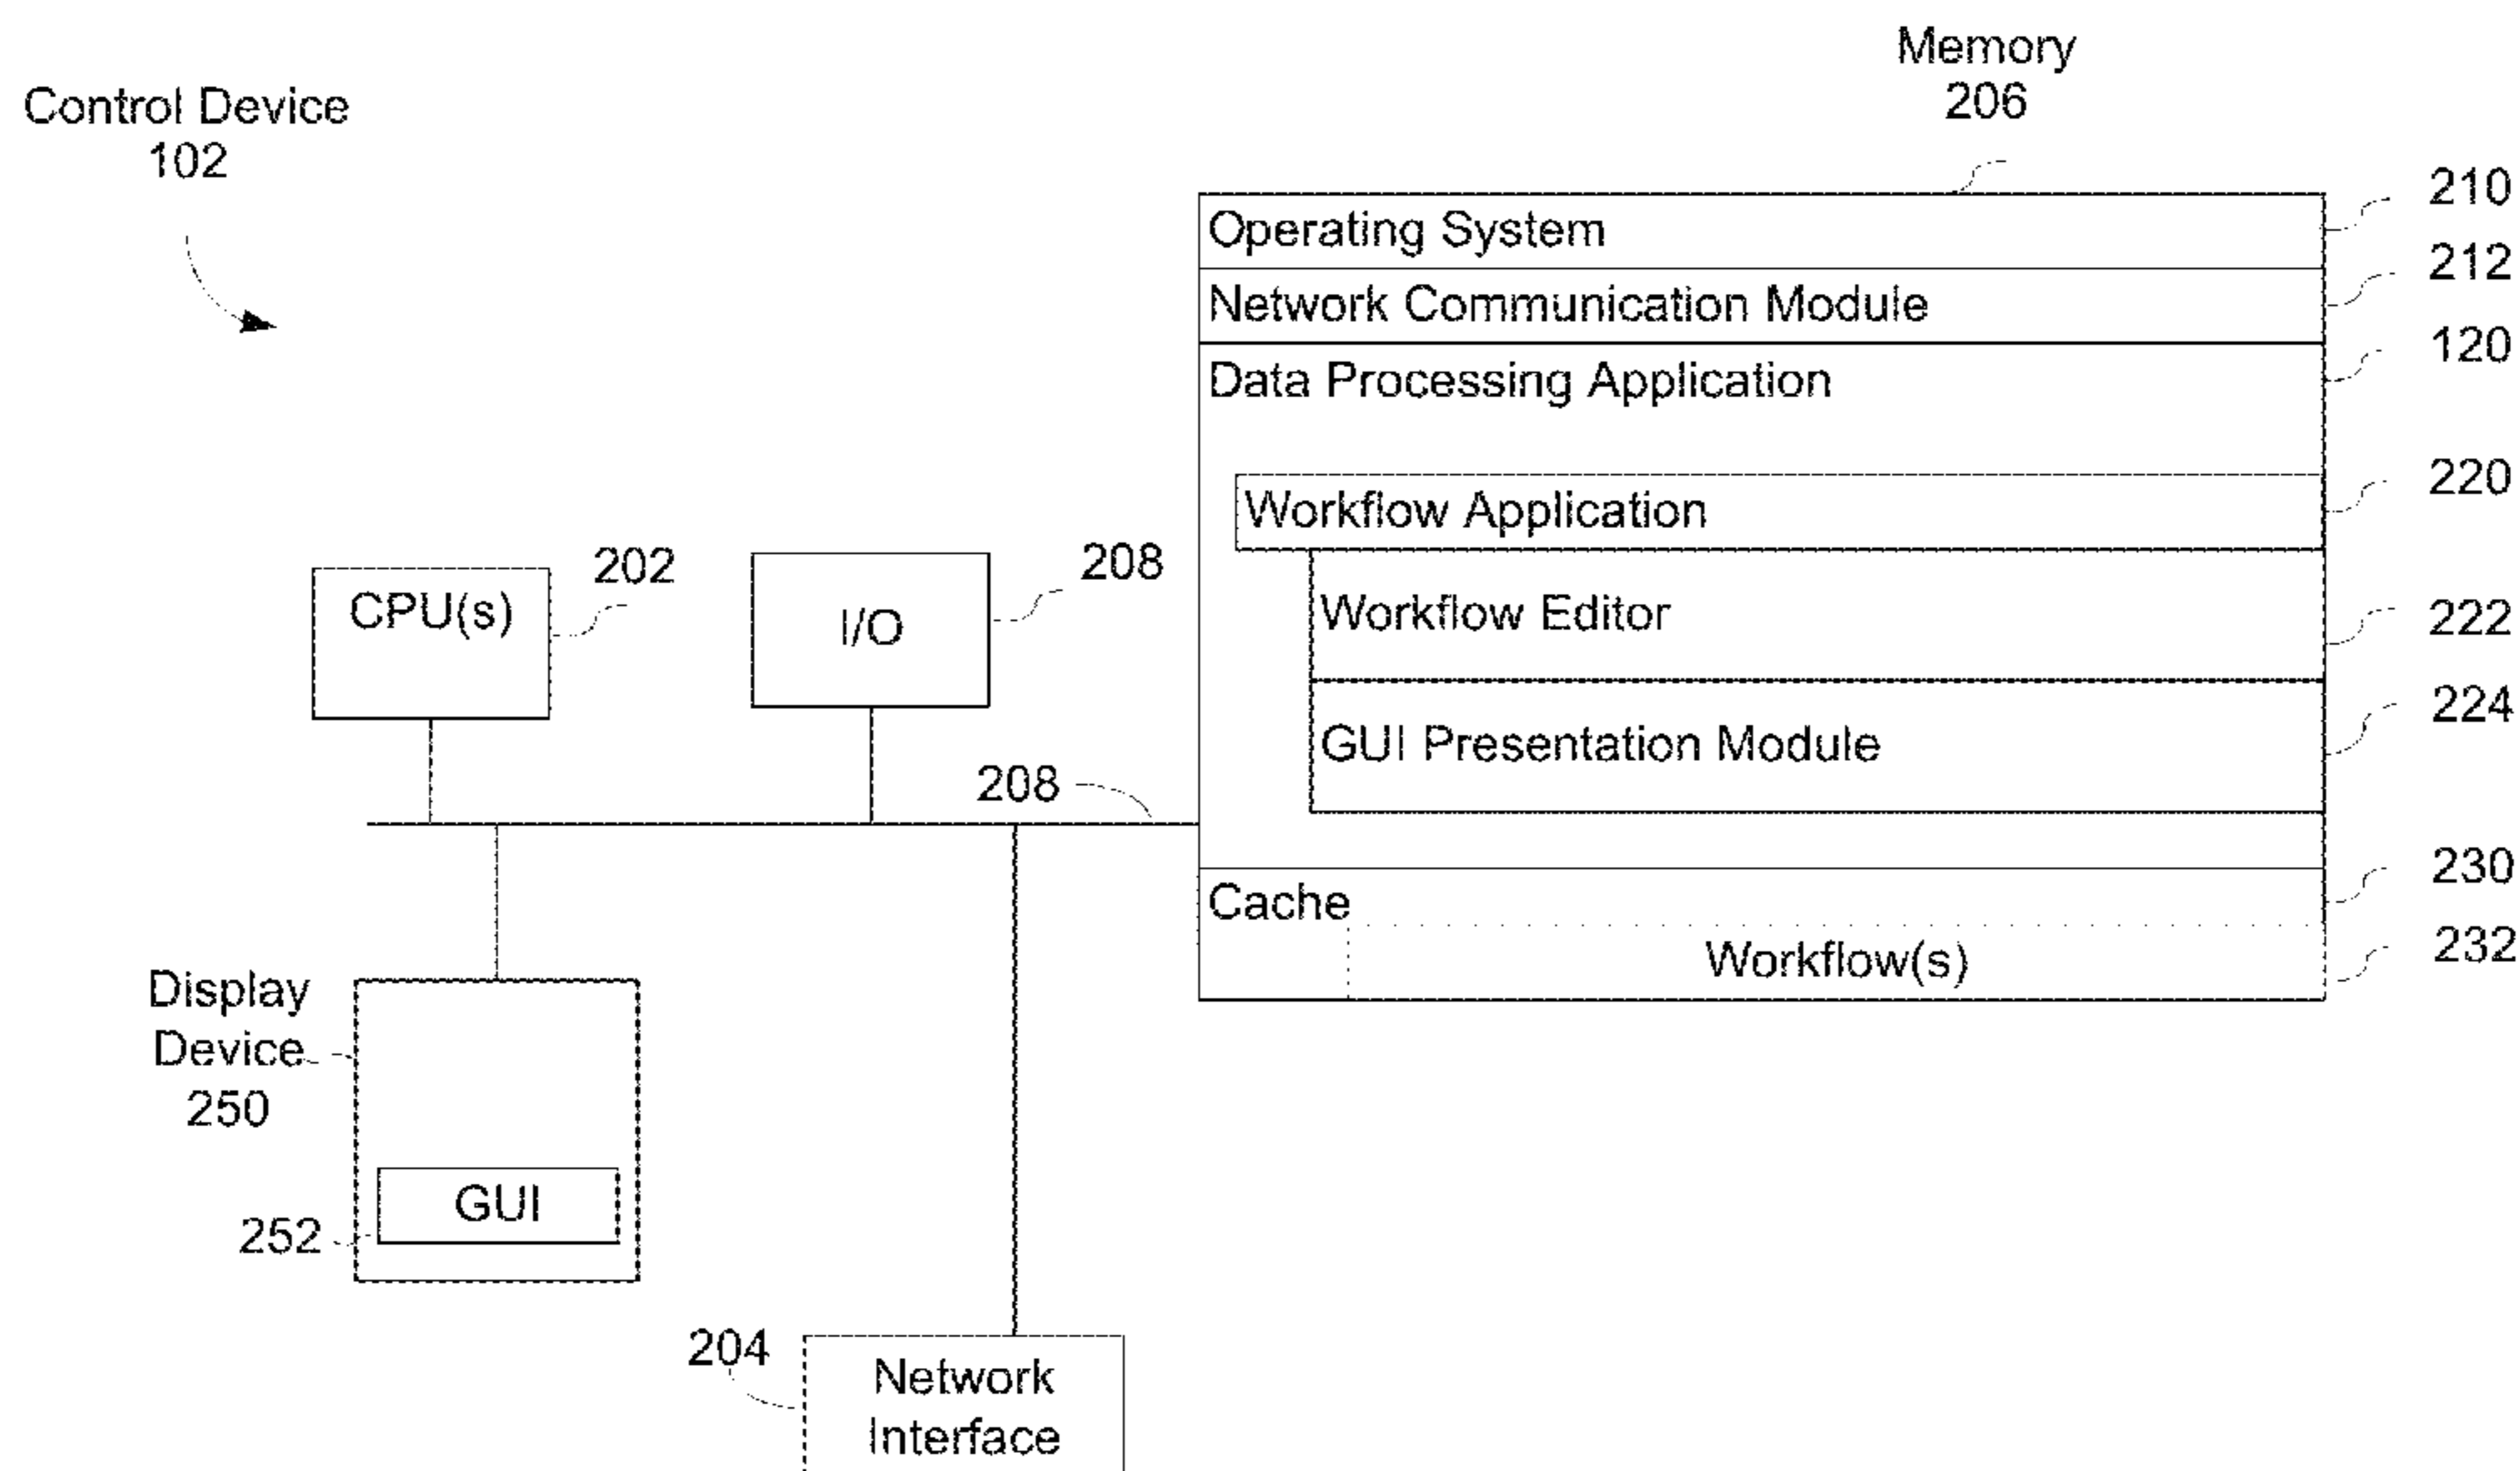 Memory
206
Control Device
102
Operating System
210
Network Communication Module
212
Data Processing Application
120
Workflow Application
220
CPU(s)
202
I/O
208
Workflow Editor
222
GUI Presentation Module
224
208
Cache
230
Workflow(s)
232
Display
Device
250
GUI
252
204
Network
Interface